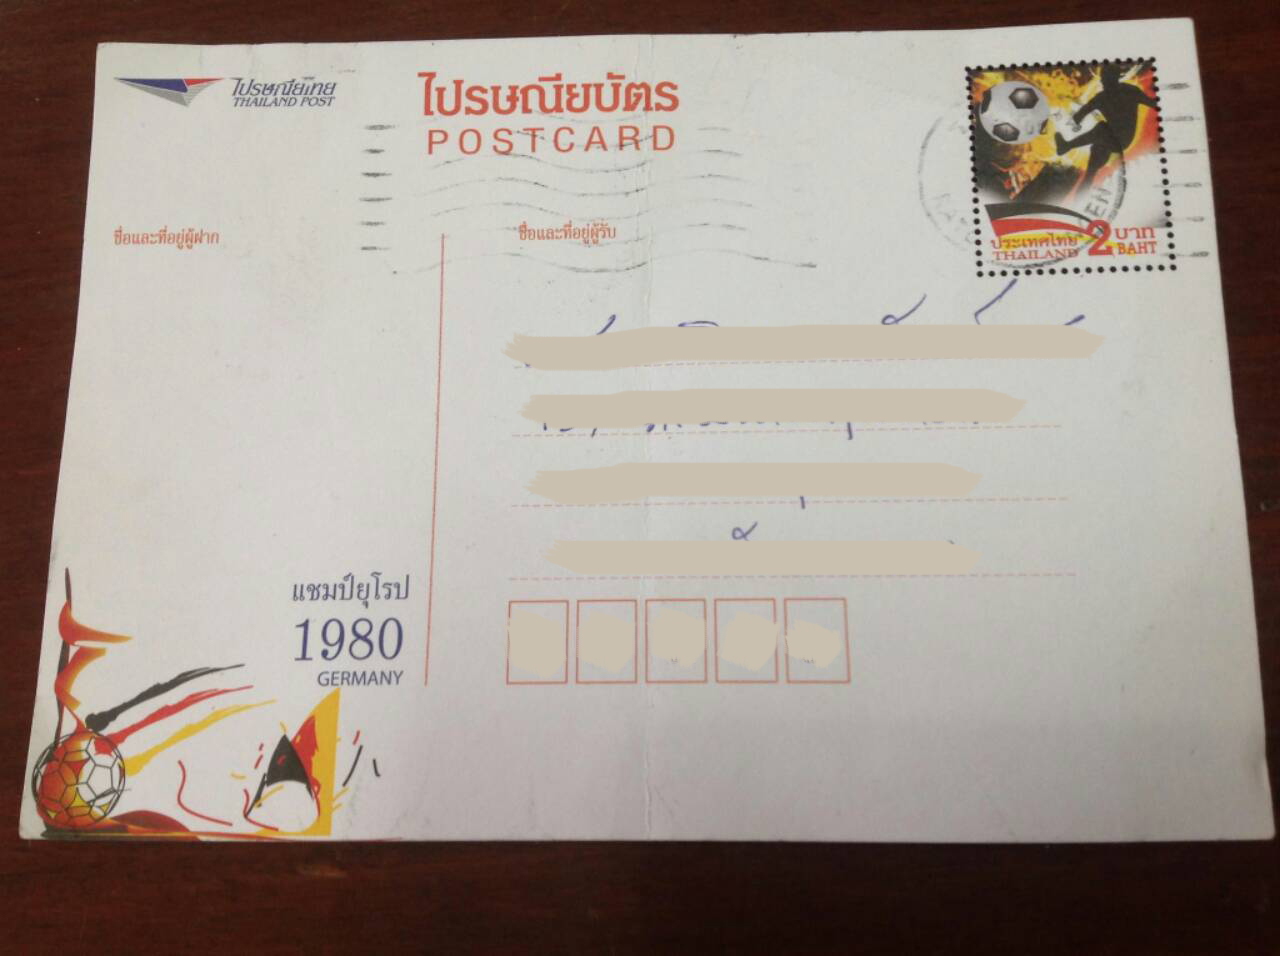 ไปรษณีย์ไทย
THAILAND POST
ไปรษณียบัตร
POSTCARD
ชื่อและที่อยู่ผู้ฝาก
ชื่อและที่อยู่ผู้รับ
ประเทศไทย
THAILAND
2 บาท
BAHT
แชมป์ยุโรป
1980
GERMANY